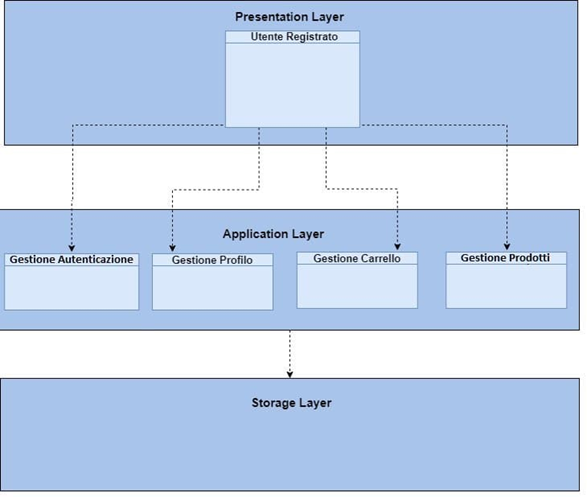 Presentation Layer
Utente Registrato
Application Layer
Gestione Autenticazione
Gestione Profilo
Gestione Carrello
Gestione Prodotti
Storage Layer